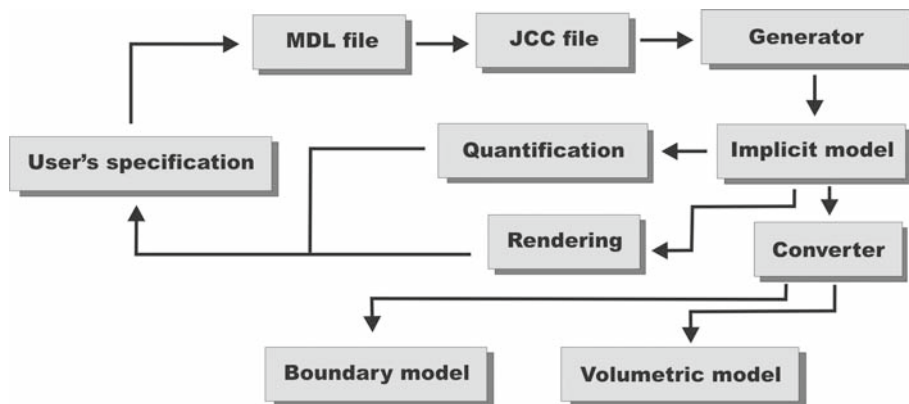 MDL file
JCC file
Generator
User's specification
Quantification
Implicit model
Rendering
Converter
Boundary model
Volumetric model